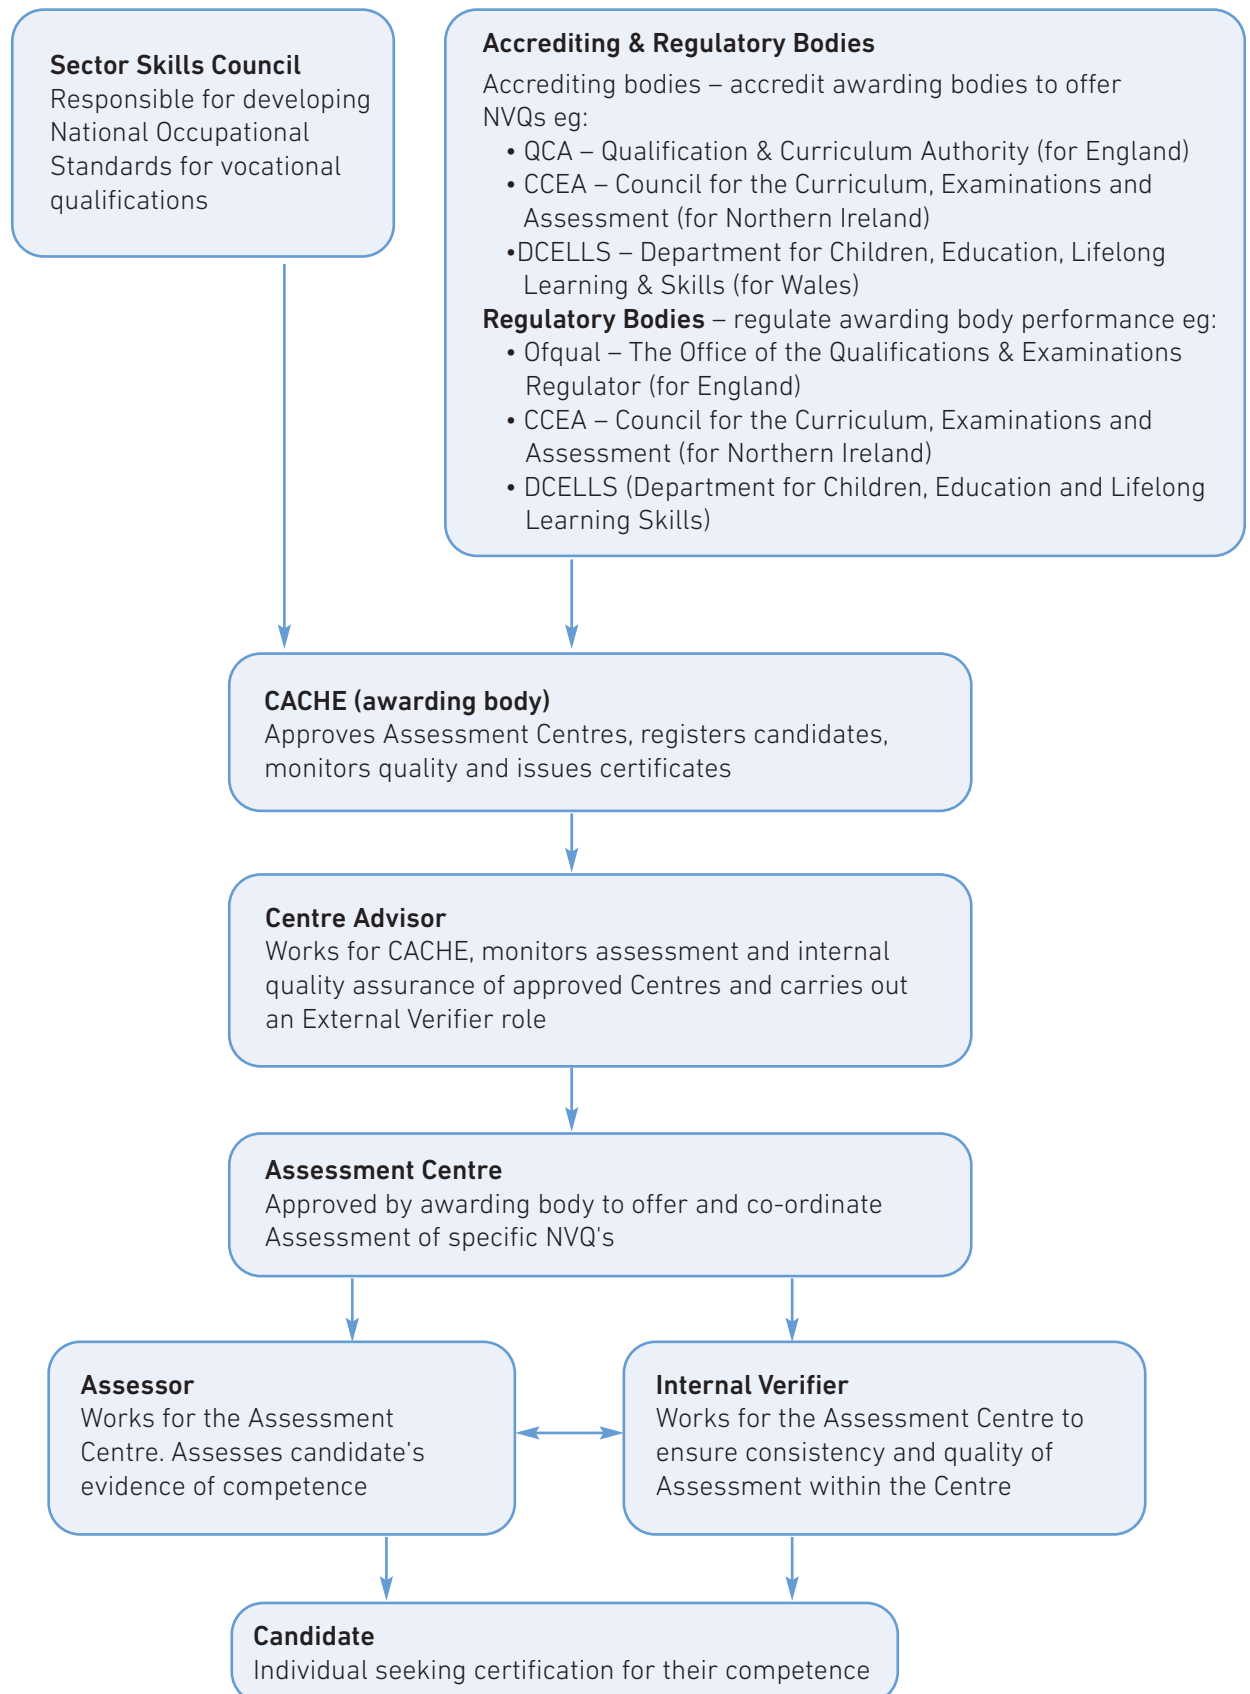 Sector Skills Council
Responsible for developing
National Occupational
Standards for vocational
qualifications
Accrediting & Regulatory Bodies
Accrediting bodies – accredit awarding bodies to offer
NVQs eg:
• QCA – Qualification & Curriculum Authority (for England)
• CCEA – Council for the Curriculum, Examinations and
Assessment (for Northern Ireland)
•DCELLS – Department for Children, Education, Lifelong
Learning & Skills (for Wales)
Regulatory Bodies – regulate awarding body performance eg:
• Ofqual – The Office of the Qualifications & Examinations
Regulator (for England)
• CCEA – Council for the Curriculum, Examinations and
Assessment (for Northern Ireland)
• DCELLS (Department for Children, Education and Lifelong
Learning Skills)
CACHE (awarding body)
Approves Assessment Centres, registers candidates,
monitors quality and issues certificates
Centre Advisor
Works for CACHE, monitors assessment and internal
quality assurance of approved Centres and carries out
an External Verifier role
Assessment Centre
Approved by awarding body to offer and co-ordinate
Assessment of specific NVQ's
Assessor
Works for the Assessment
Centre. Assesses candidate’s
evidence of competence
Internal Verifier
Works for the Assessment Centre to
ensure consistency and quality of
Assessment within the Centre
Candidate
Individual seeking certification for their competence